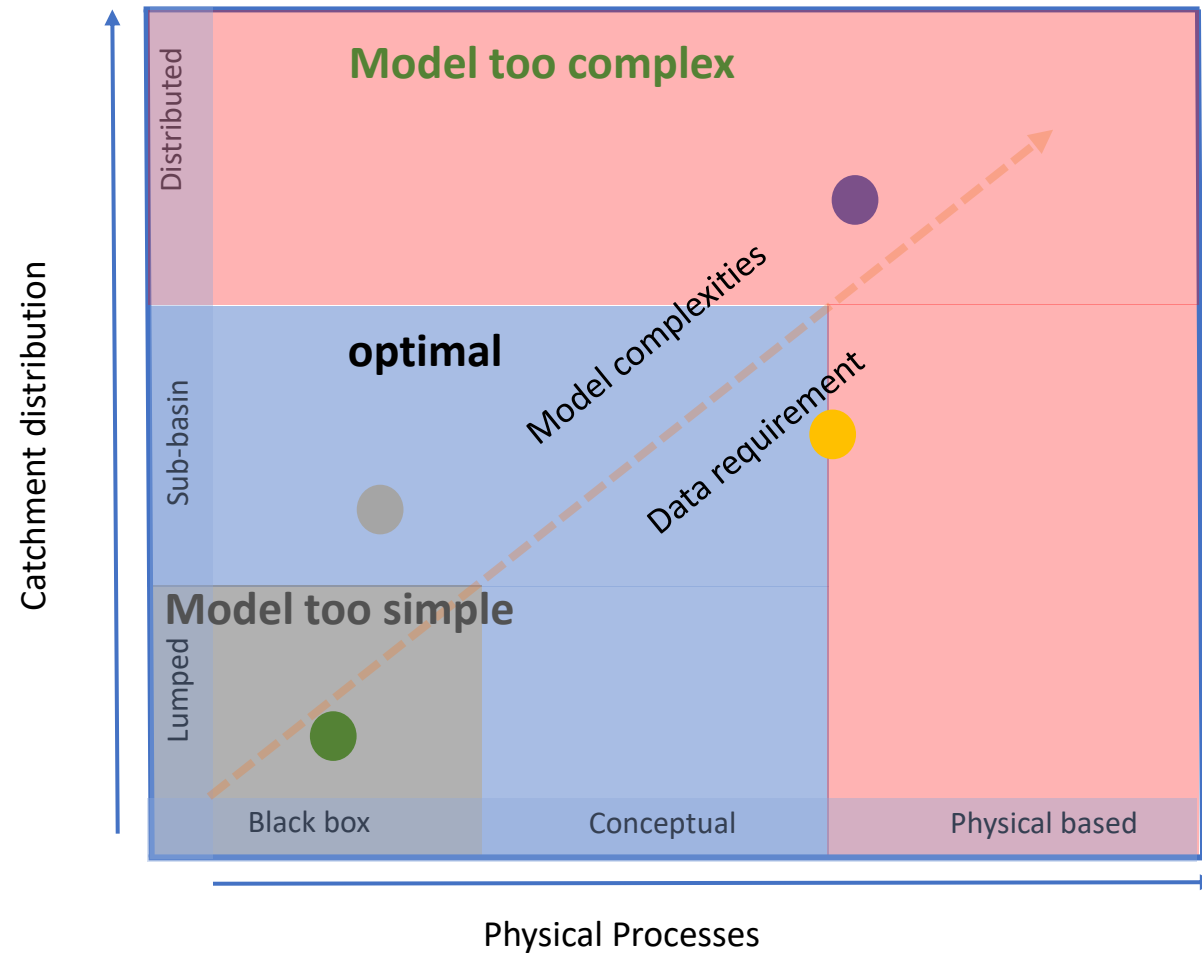 Model too complex
Distributed
Catchment distribution
Model complexities
optimal
Data requirement
Sub-basin
Model too simple
Lumped
Black box
Conceptual
Physical based
Physical Processes